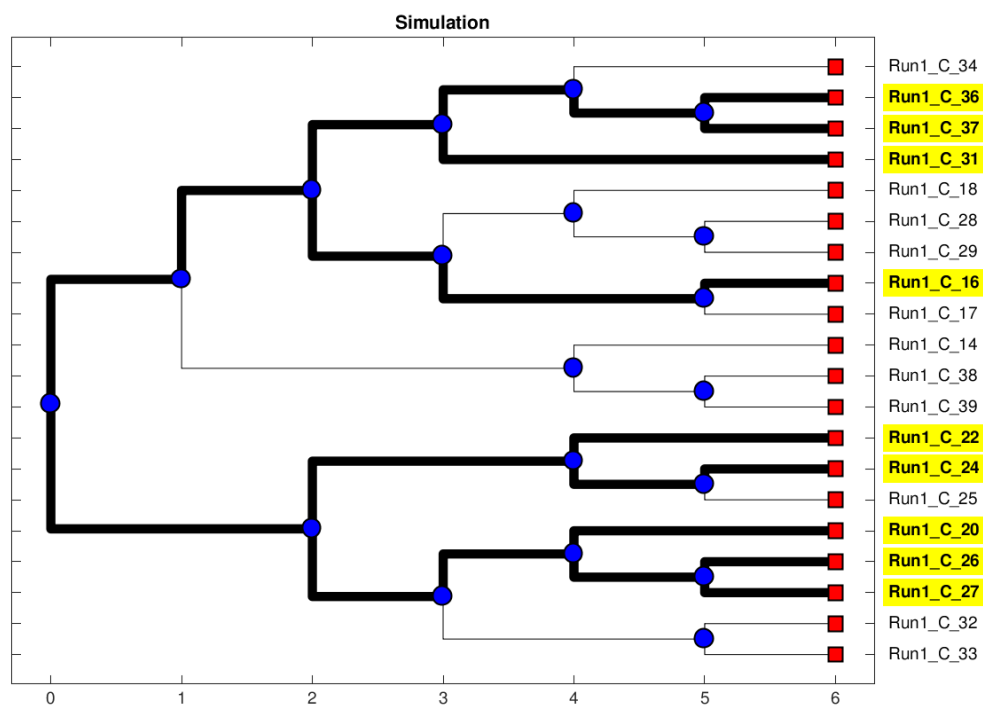 Simulation
Run1_C_34
Run1_C_36
Run1_C_37
Run1_C_31
Run1_C_18
Run1_C_28
Run1_C_29
Run1_C_16
Run1_C_17
Run1_C_14
Run1_C_38
Run1_C_39
Run1_C_22
Run1_C_24
Run1_C_25
Run1_C_20
Run1_C_26
Run1_C_27
Run1_C_32
Run1_C_33
0 1 2 3 4 5 6